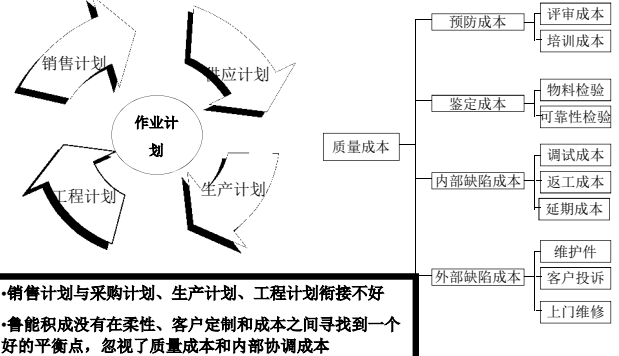 销售计划
供应计划
作业计
划
工程计划
生产计划
质量成本
预防成本
评审成本
培训成本
鉴定成本
物料检验
可靠性检验
内部缺陷成本
调试成本
返工成本
延期成本
外部缺陷成本
维护件
客户投诉
上门维修
•销售计划与采购计划、生产计划、工程计划衔接不好
•鲁能积成没有在柔性、客户定制和成本之间寻找到一个
好的平衡点，忽视了质量成本和内部协调成本